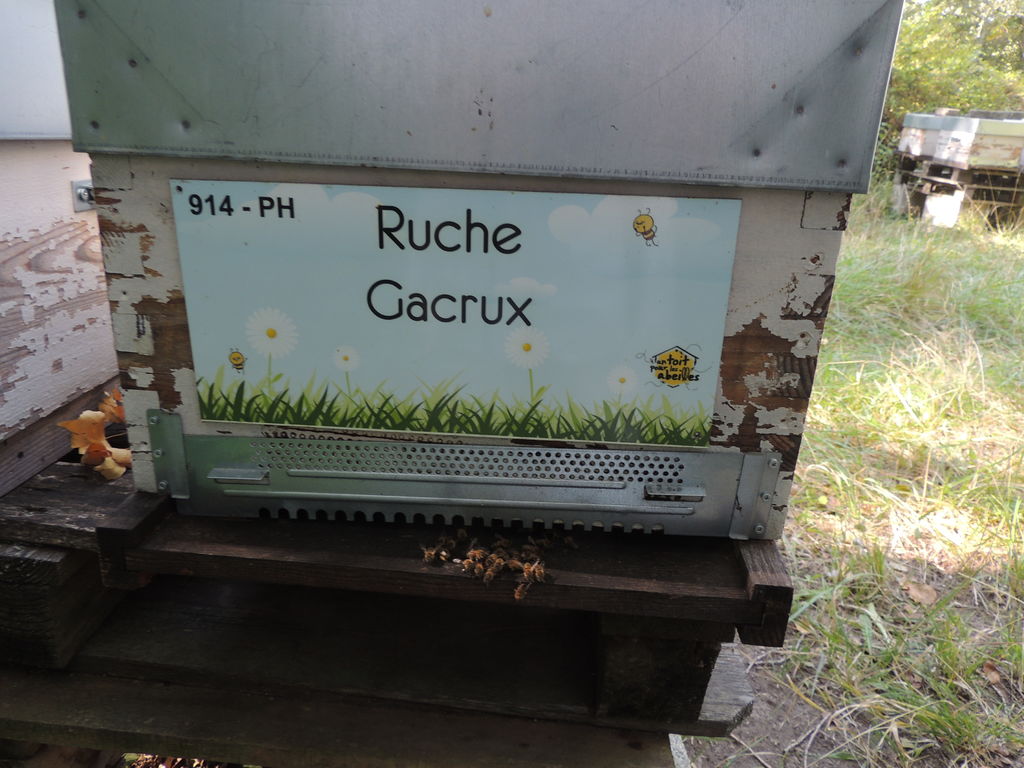 914 - PH
Ruche
Gacrux
Un toit
pour les
abeilles